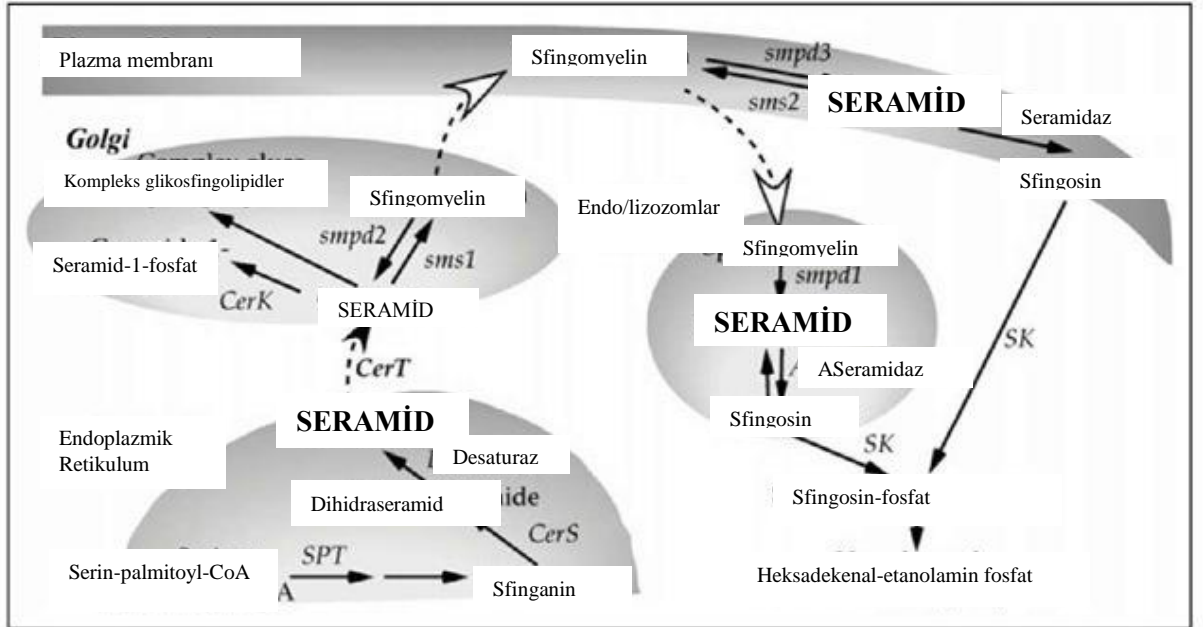 Plazma membranı
Sfingomyelin
smpd3
sms2
SERAMİD
Seramidaz
Sfingosin
Golgi
Kompleks glikosfingolipidler
Sfingomyelin
smpd2
sms1
Seramid-1-fosfat
CerK
SERAMİD
CerT
Endo/lizozomlar
Sfingomyelin
smpd1
SERAMİD
ASeramidaz
Sfingosin
SK
SK
Sfingosin-fosfat
Heksadekenal-etanolamin fosfat
Endoplazmik
Retikulum
SERAMİD
Desaturaz
Dihidraseramid
ide
CerS
Serin-palmitoyl-CoA
A
SPT
Sfinganin